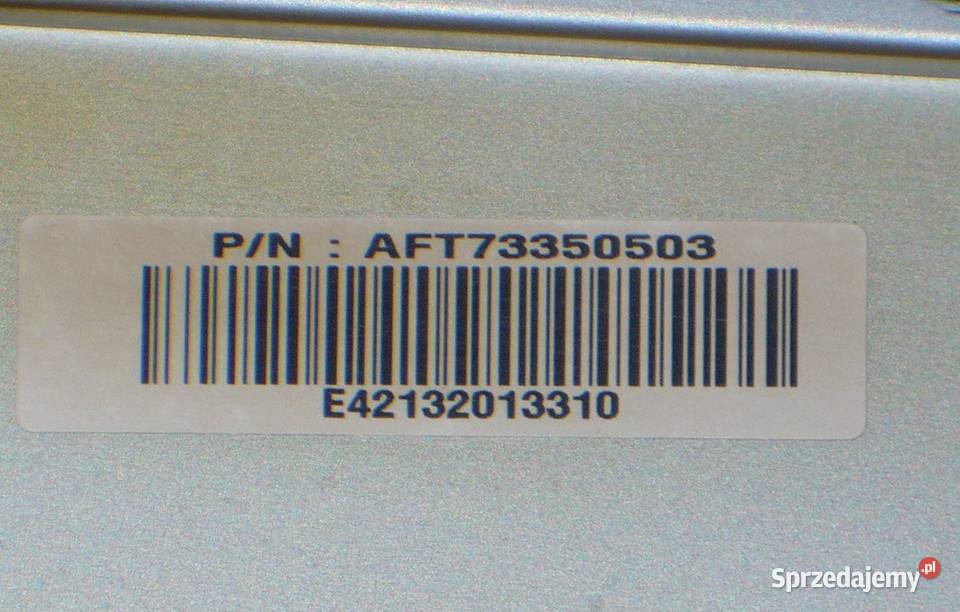 P/N : AFT73350503
E42132013310
Sprzedajemy.pl